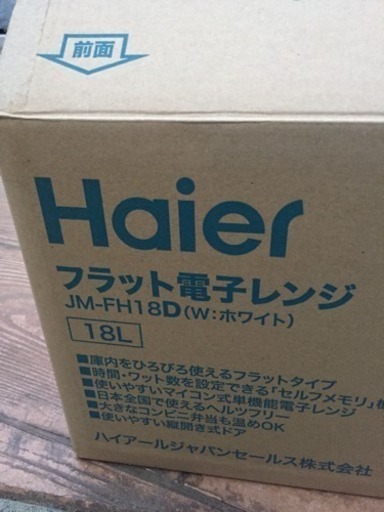 前面
Haier
フラット電子レンジ
JM-FH18D(W:ホワイト)
18L
■庫内をひろびろ使えるフラットタイプ
■時間・ワット数を設定できる「セルフメモリ」機
■使いやすいマイコン式単機能電子レンジ
■日本全国で使えるヘルツフリー
■大きなコンビニ弁当も温めOK
■使いやすい縦開き式ドア
ハイアールジャパンセールス株式会社